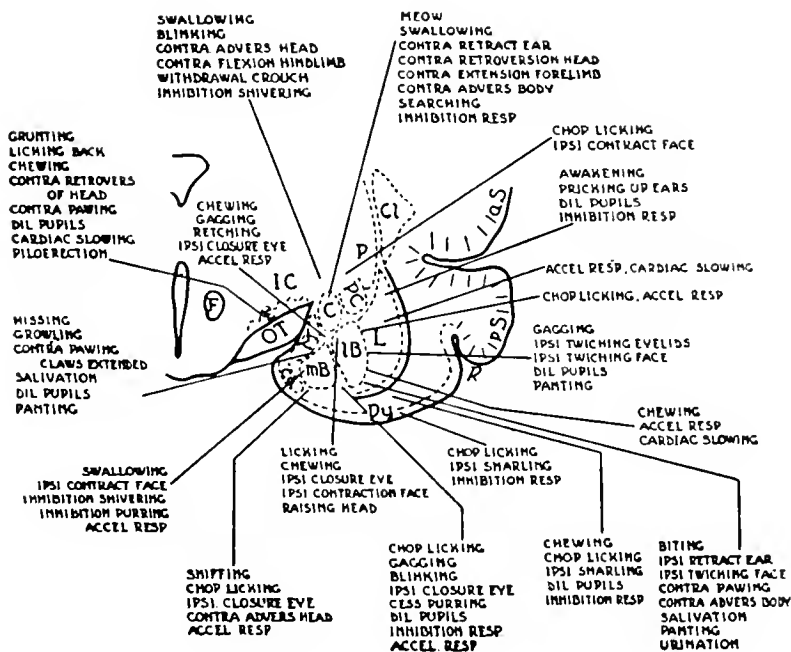 SWALLOWING
BLINKING
CONTRA ADVERS HEAD
CONTRA FLEXION HINDLIMB
WITHDRAWAL CROUCH
INHIBITION SHIVERING
MEOW
SWALLOWING
CONTRA RETRACT EAR
CONTRA RETROVERSION HEAD
CONTRA EXTENSION FORELIMB
CONTRA ADVERS BODY
SEARCHING
INHIBITION RESP
CHOP LICKING
IPSI CONTRACT FACE
GRUNTING
LICKING BACK
CHEWING
CONTRA RETROVERS
OF HEAD
CONTRA PAWING
DIL PUPILS
CARDIAC SLOWING
PILOERECTION
CHEWING
GAGGING
RETCHING
IPSI CLOSURE EYE
ACCEL RESP
AWAKENING
PRICKING UP EARS
DIL PUPILS
INHIBITION RESP
Cl
laS
P
IC
F
OT
C
PC
L
lB
mB
pSi
R
Py
ACCEL RESP, CARDIAC SLOWING
CHOP LICKING, ACCEL RESP
HISSING
GROWLING
CONTRA PAWING
CLAWS EXTENDED
SALIVATION
DIL PUPILS
PANTING
GAGGING
IPSI TWICHING EYELIDS
IPSI TWICHING FACE
DIL PUPILS
PANTING
CHEWING
ACCEL RESP
CARDIAC SLOWING
SWALLOWING
IPSI CONTRACT FACE
INHIBITION SHIVERING
INHIBITION PURRING
ACCEL RESP
LICKING
CHEWING
IPSI CLOSURE EYE
IPSI CONTRACTION FACE
RAISING HEAD
CHOP LICKING
IPSI SNARLING
INHIBITION RESP
SNIFFING
CHOP LICKING
IPSI. CLOSURE EYE
CONTRA ADVERS HEAD
ACCEL RESP
CHOP LICKING
GAGGING
BLINKING
IPSI CLOSURE EYE
CESS PURRING
DIL PUPILS
INHIBITION RESP
ACCEL. RESP
CHEWING
CHOP LICKING
IPSI SNARLING
DIL PUPILS
INHIBITION RESP
BITING
IPSI RETRACT EAR
IPSI TWICHING FACE
CONTRA PAWING
CONTRA ADVERS BODY
SALIVATION
PANTING
URINATION